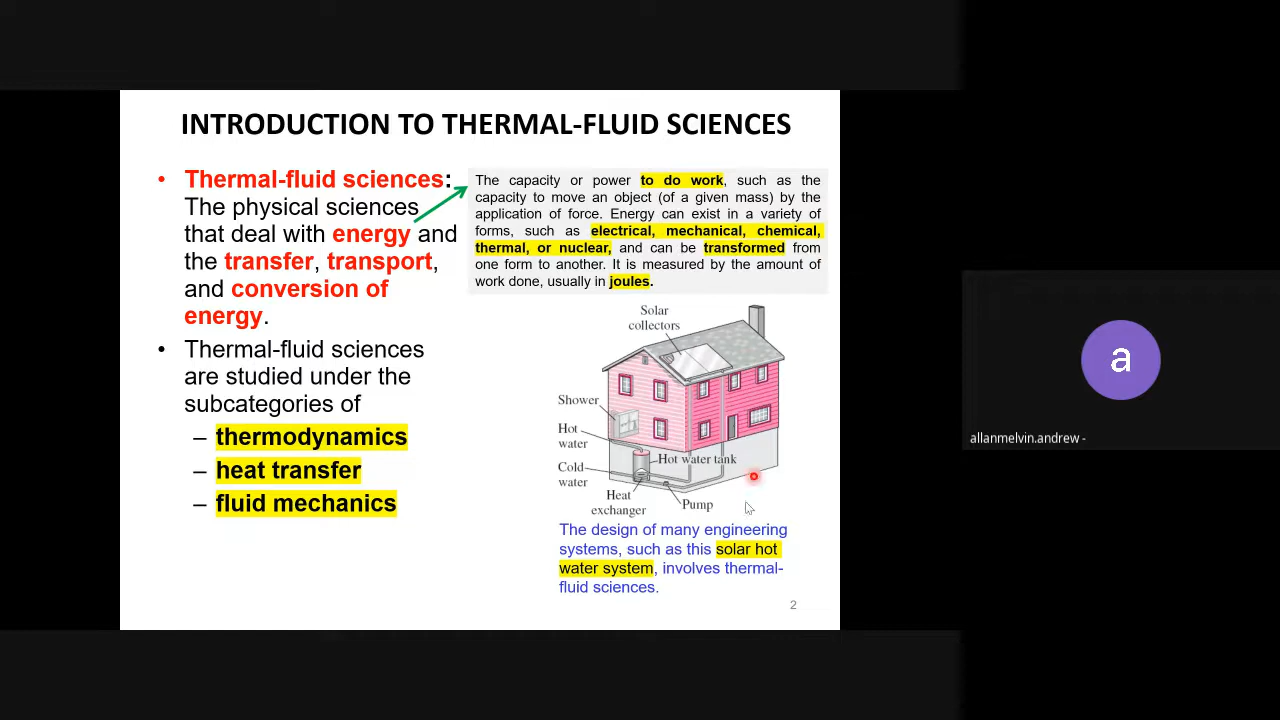 INTRODUCTION TO THERMAL-FLUID SCIENCES
• Thermal-fluid sciences:
The physical sciences
that deal with energy and
the transfer, transport,
and conversion of
energy.
• Thermal-fluid sciences
are studied under the
subcategories of
– thermodynamics
– heat transfer
– fluid mechanics
The capacity or power to do work, such as the
capacity to move an object (of a given mass) by the
application of force. Energy can exist in a variety of
forms, such as electrical, mechanical, chemical,
thermal, or nuclear, and can be transformed from
one form to another. It is measured by the amount of
work done, usually in joules.
Solar
collectors
Shower
Hot
water
Hot water tank
Cold
water
Heat
exchanger
Pump
The design of many engineering
systems, such as this solar hot
water system, involves thermal-
fluid sciences.
2
a
allanmelvin.andrew -